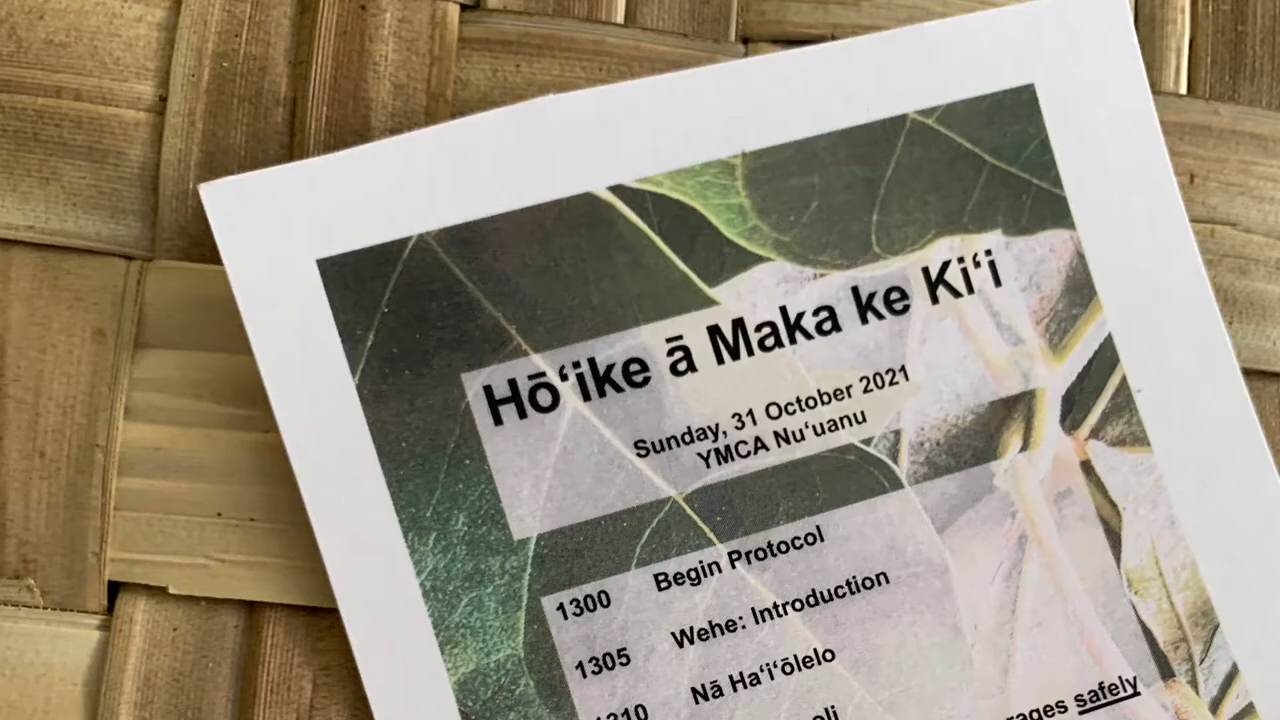 Hōʻike ā Maka ke Kiʻi
Sunday, 31 October 2021
YMCA Nuʻuanu
1300 Begin Protocol
1305 Wehe: Introduction
1310 Nā Haʻiʻōlelo
safely